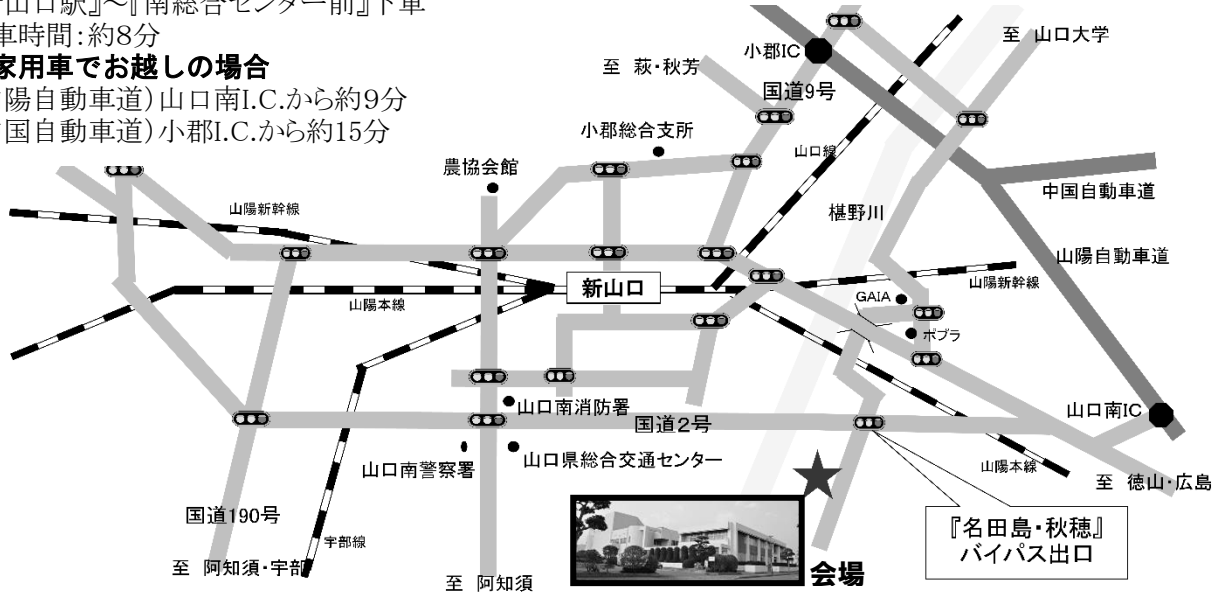 山口駅』～『南総合センター前』下車
車時間：約8分
家用車でお越しの場合
陽自動車道）山口南I.C.から約9分
国自動車道）小郡I.C.から約15分
小郡IC
至 山口大学
至 萩・秋芳
国道9号
小郡総合支所
山口線
農協会館
中国自動車道
山陽新幹線
椹野川
山陽自動車道
新山口
山陽新幹線
山陽本線
GAIA
ポプラ
山口南消防署
国道2号
山口南IC
山口南警察署
山口県総合交通センター
山陽本線
至 徳山・広島
国道190号
『名田島・秋穂』
バイパス出口
宇部線
至 阿知須・宇部
至 阿知須
会場